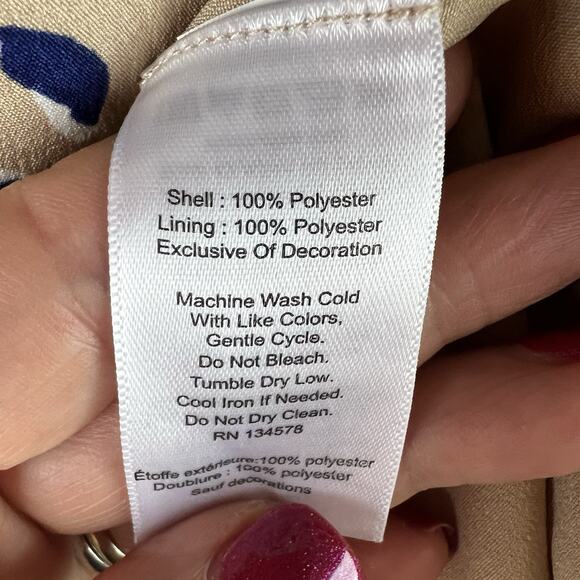 Shell : 100% Polyester
Lining : 100% Polyester
Exclusive Of Decoration
Machine Wash Cold
With Like Colors,
Gentle Cycle.
Do Not Bleach.
Tumble Dry Low.
Cool Iron If Needed.
Do Not Dry Clean.
RN 134578
Étoffe extérieure:100% polyester
Doublure : 100% polyester
Sauf decorations